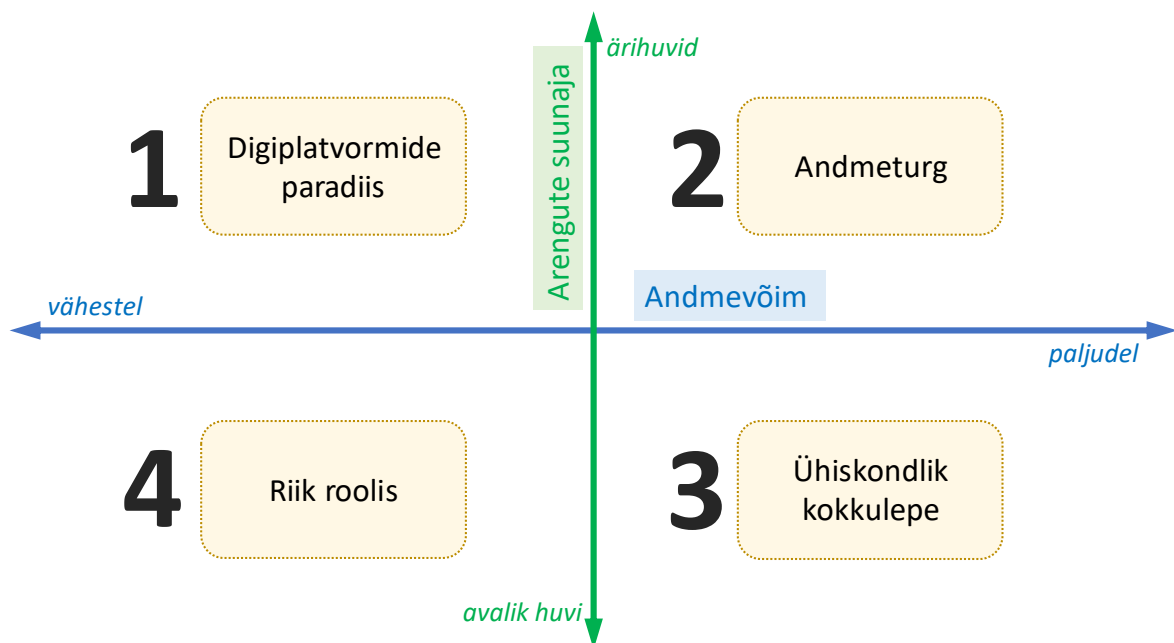 ärihuvid
Arengute suunaja
1
Digiplatvormide
paradiis
2
Andmeturg
vähestel
Andmevõim
paljudel
4
Riik roolis
3
Ühiskondlik
kokkulepe
avalik huvi